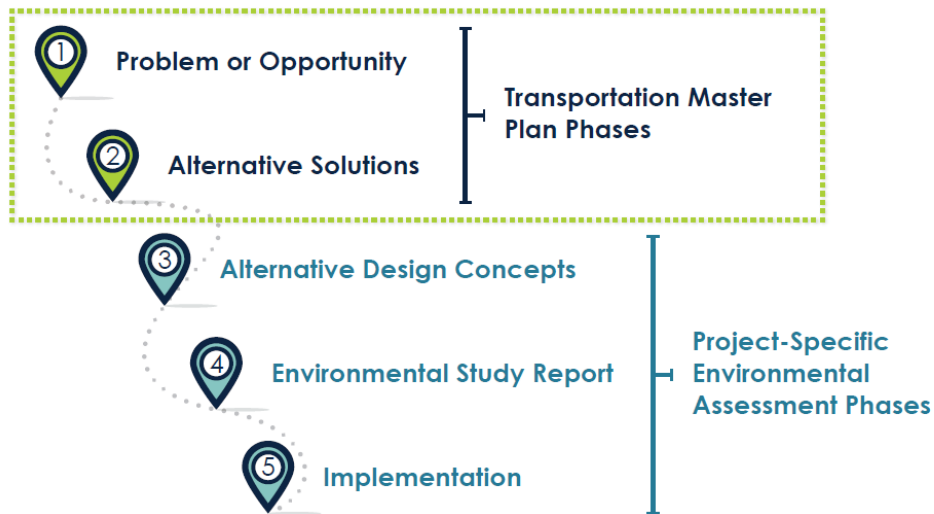 1
Problem or Opportunity
2
Alternative Solutions
Transportation Master
Plan Phases
3
Alternative Design Concepts
4
Environmental Study Report
5
Implementation
Project-Specific
Environmental
Assessment Phases